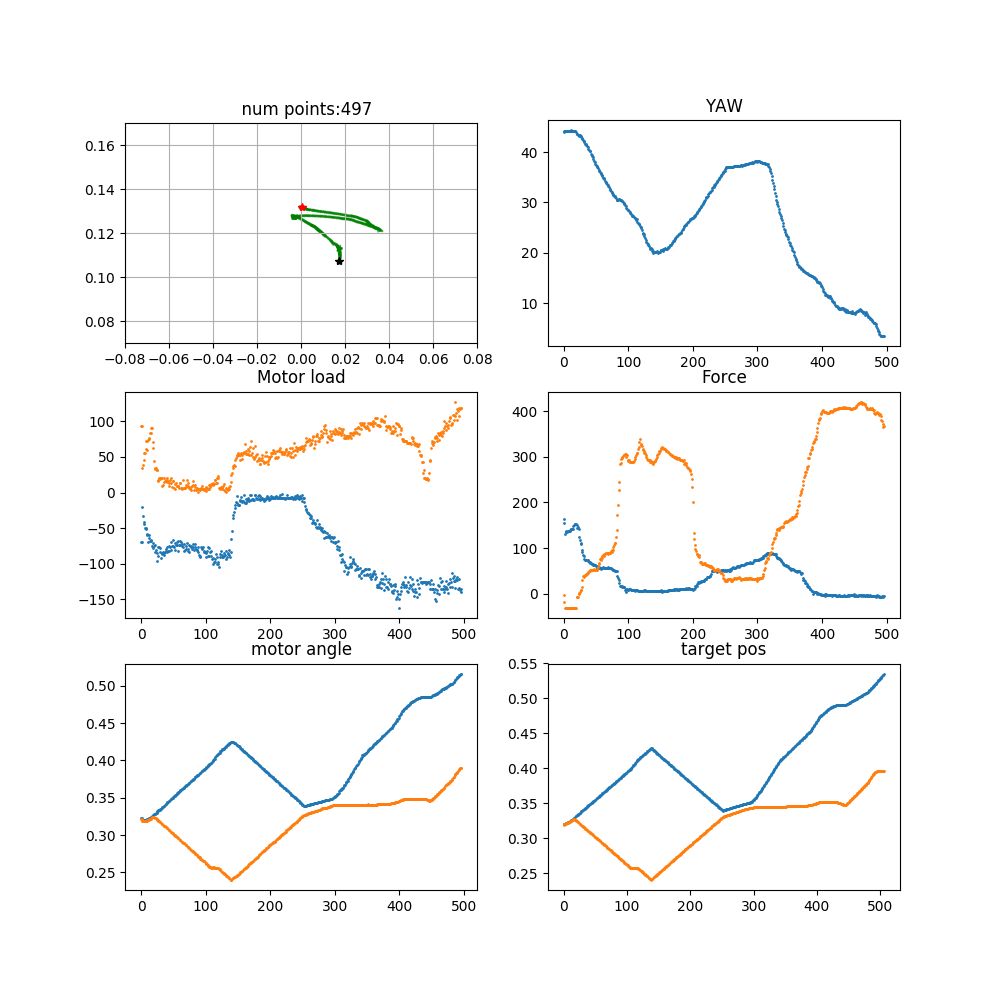 num points:497
0.16
0.14
0.12
0.10
0.08
−0.08 −0.06 −0.04 −0.02 0.00 0.02 0.04 0.06 0.08
YAW
40
30
20
10
0 100 200 300 400 500
Motor load
100
50
0
−50
−100
−150
0 100 200 300 400 500
Force
400
300
200
100
0
0 100 200 300 400 500
motor angle
0.50
0.45
0.40
0.35
0.30
0.25
0 100 200 300 400 500
target pos
0.55
0.50
0.45
0.40
0.35
0.30
0.25
0 100 200 300 400 500